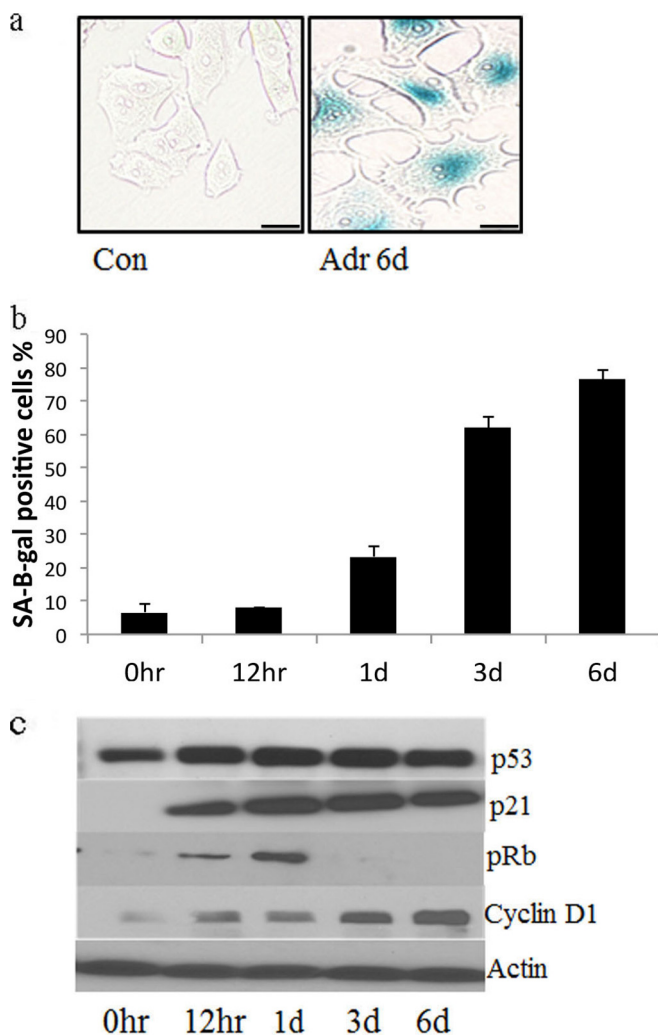 a
Con
Adr 6d
b
SA-B-gal positive cells %
90
80
70
60
50
40
30
20
10
0
0hr 12hr 1d 3d 6d
c
p53
p21
pRb
Cyclin D1
Actin
0hr 12hr 1d 3d 6d